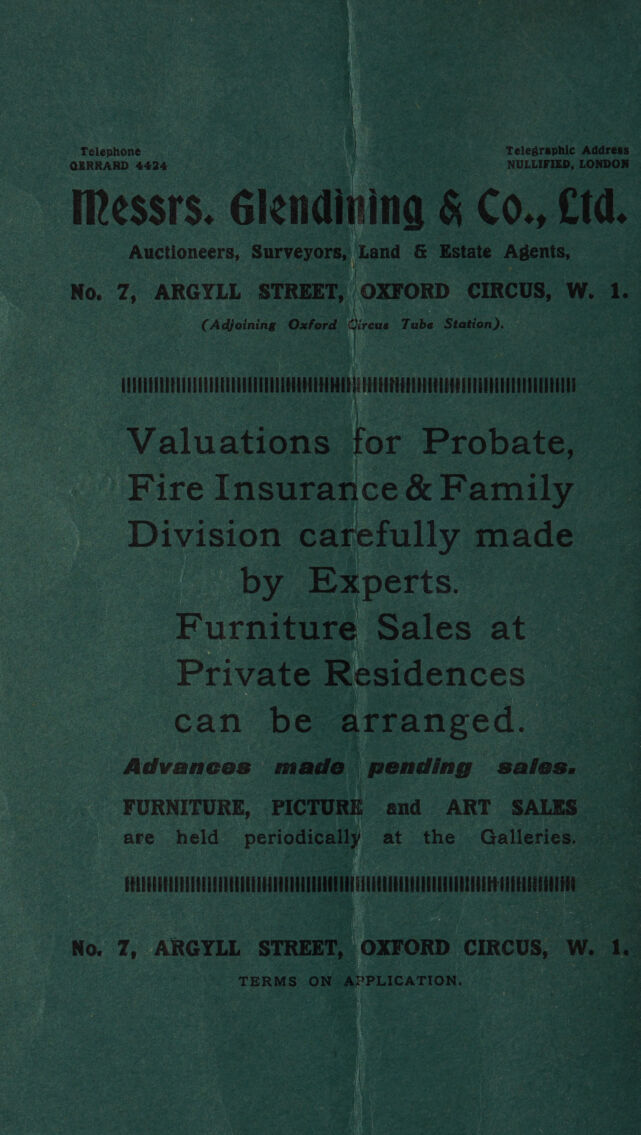 Telephone
GERRARD 4424
Telegraphic Address
NULLIFIED, LONDON
Messrs. Glendining & Co., Ltd.
Auctioneers, Surveyors, Land & Estate Agents,
No. 7, ARGYLL STREET, OXFORD CIRCUS, W. 1.
(Adjoining Oxford Circus Tube Station).
Valuations for Probate,
Fire Insurance & Family
Division carefully made
by Experts.
Furniture Sales at
Private Residences
can be arranged.
Advances made pending sales.
FURNITURE, PICTURE and ART SALES
are held periodically at the Galleries.
No. 7, ARGYLL STREET, OXFORD CIRCUS, W. 1.
TERMS ON APPLICATION.